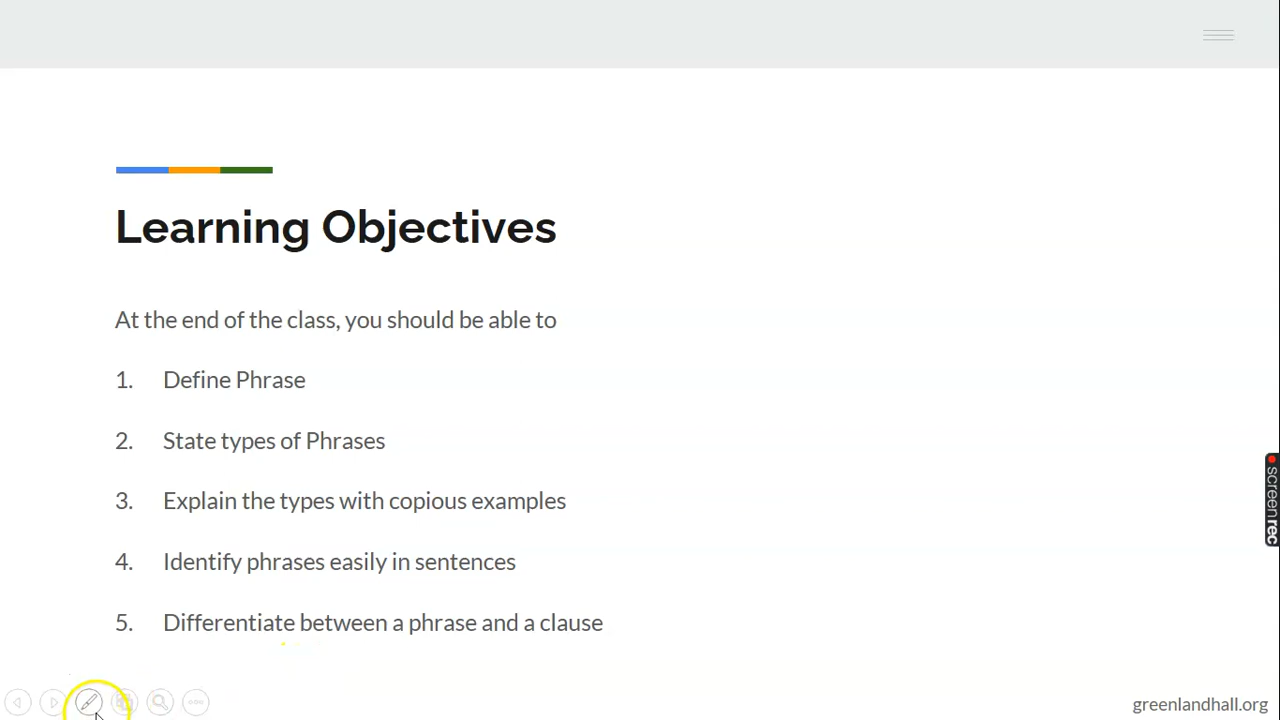 Learning Objectives
At the end of the class, you should be able to
1. Define Phrase
2. State types of Phrases
3. Explain the types with copious examples
4. Identify phrases easily in sentences
5. Differentiate between a phrase and a clause
screenrec
greenlandhall.org